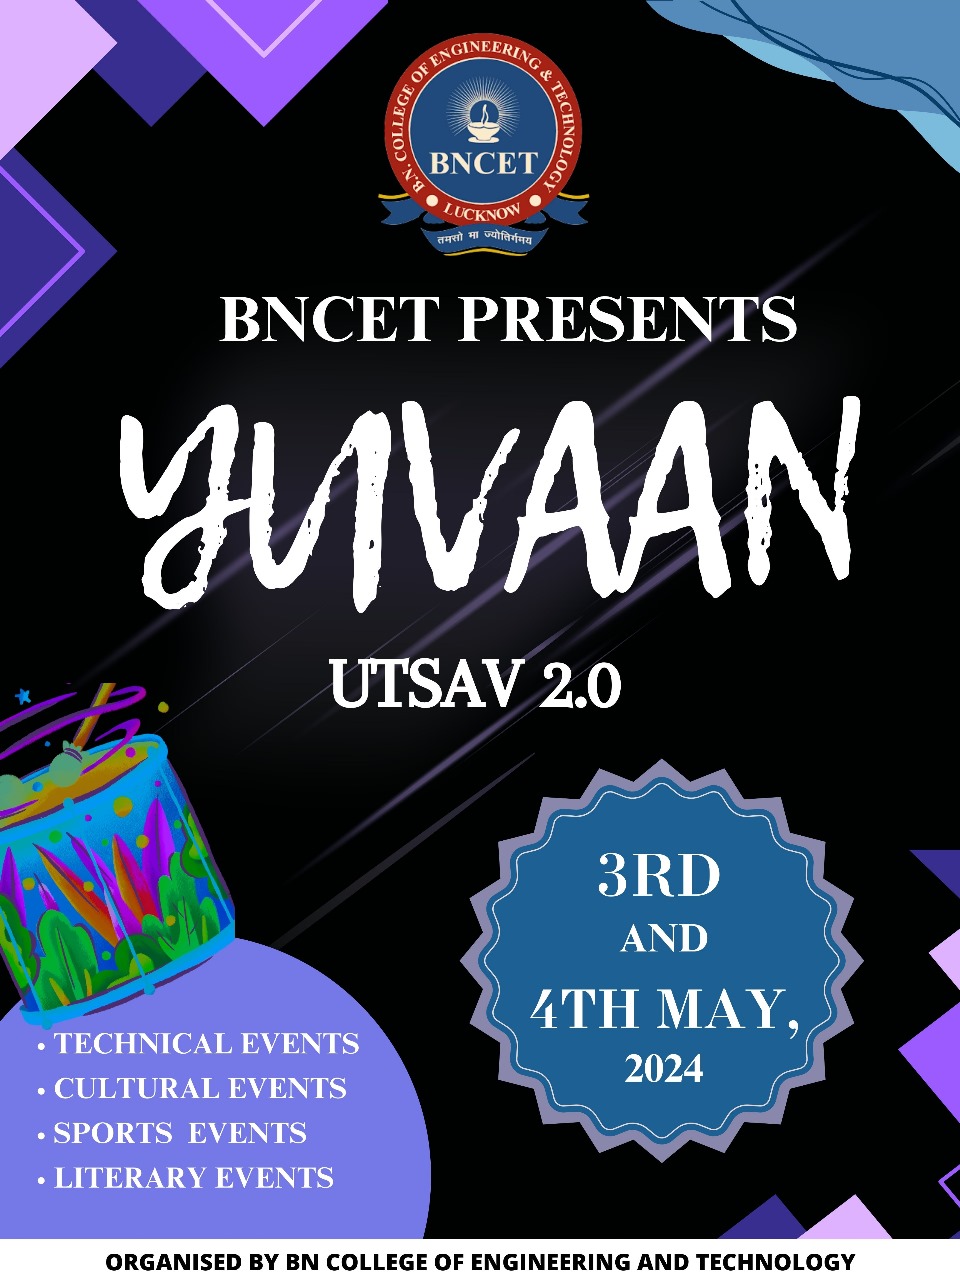 B.N. COLLEGE OF ENGINEERING & TECHNOLOGY
BNCET
LUCKNOW
तमसो मा ज्योतिर्गमय
BNCET PRESENTS
YUVAAN
UTSAV 2.0
3RD
AND
4TH MAY,
2024
• TECHNICAL EVENTS
• CULTURAL EVENTS
• SPORTS EVENTS
• LITERARY EVENTS
ORGANISED BY BN COLLEGE OF ENGINEERING AND TECHNOLOGY